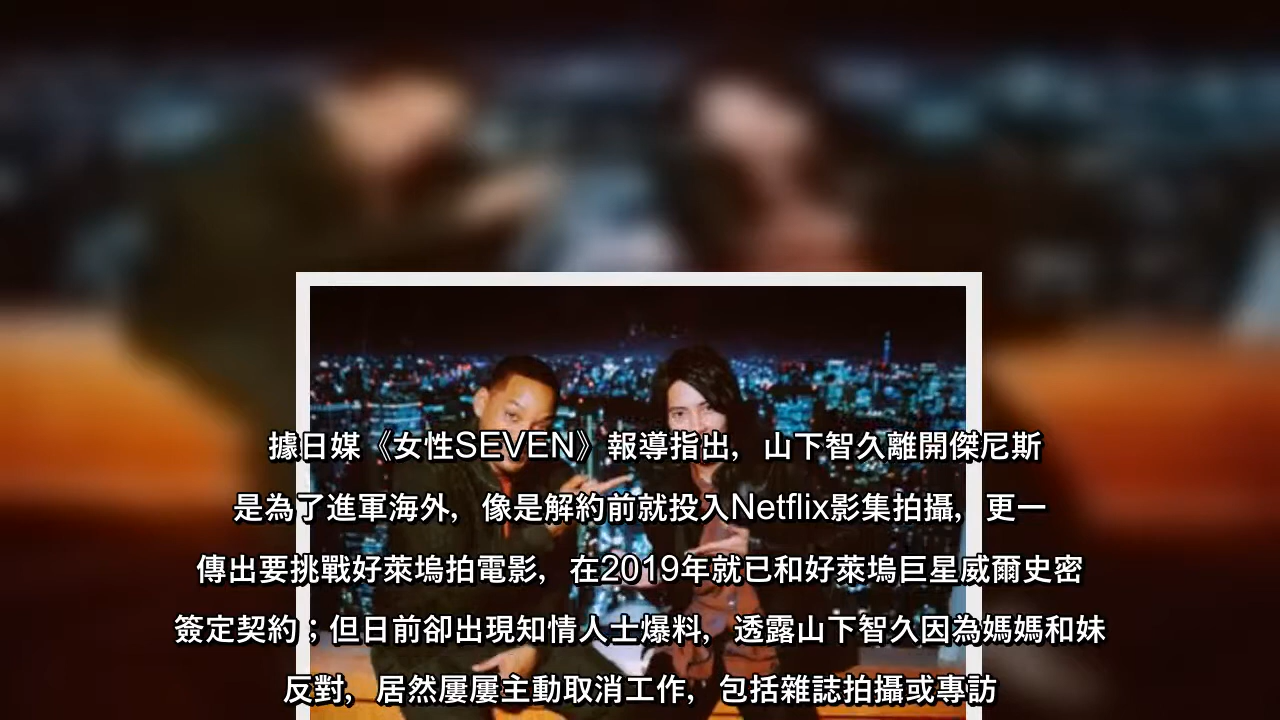 據日媒《女性SEVEN》報導指出，山下智久離開傑尼斯
是為了進軍海外，像是解約前就投入Netflix影集拍攝，更一
傳出要挑戰好萊塢拍電影，在2019年就已和好萊塢巨星威爾史密
簽定契約；但日前卻出現知情人士爆料，透露山下智久因為媽媽和妹
反對，居然屢屢主動取消工作，包括雜誌拍攝或專訪